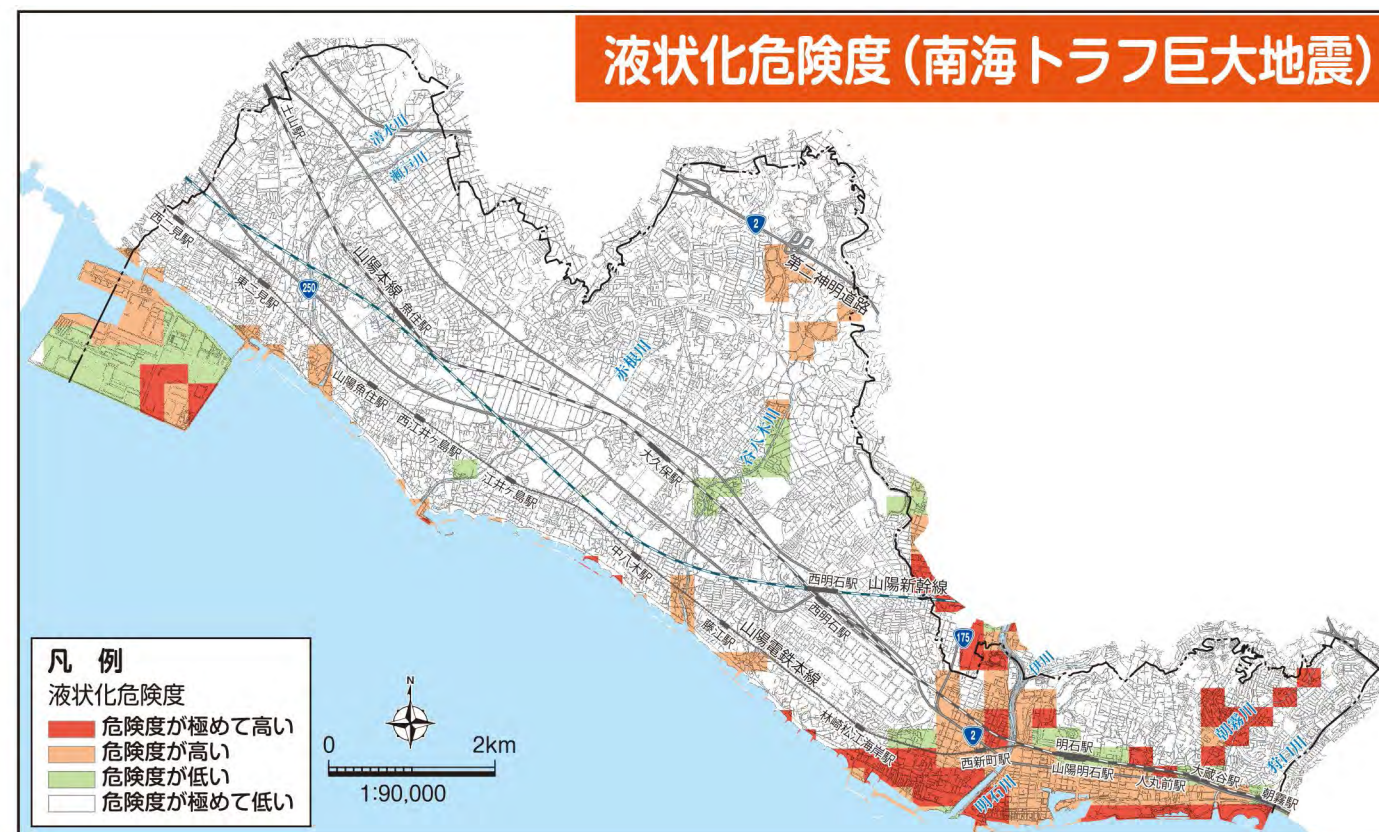 液状化危険度（南海トラフ巨大地震）
土山駅
清水川
瀬戸川
2
第二神明道路
西二見駅
250
山陽本線
魚住駅
東二見駅
赤根川
山陽魚住駅
西江井ヶ島駅
谷八木川
大久保駅
江井ヶ島駅
中八木駅
西明石駅
山陽新幹線
西明石駅
藤江駅
山陽電鉄本線
175
伊川
林崎松江海岸駅
2
明石駅
朝霧川
狩口川
西新町駅
山陽明石駅
人丸前駅
大蔵谷駅
朝霧駅
明石川
凡例
液状化危険度
危険度が極めて高い
危険度が高い
危険度が低い
危険度が極めて低い
N
0 2km
1:90,000